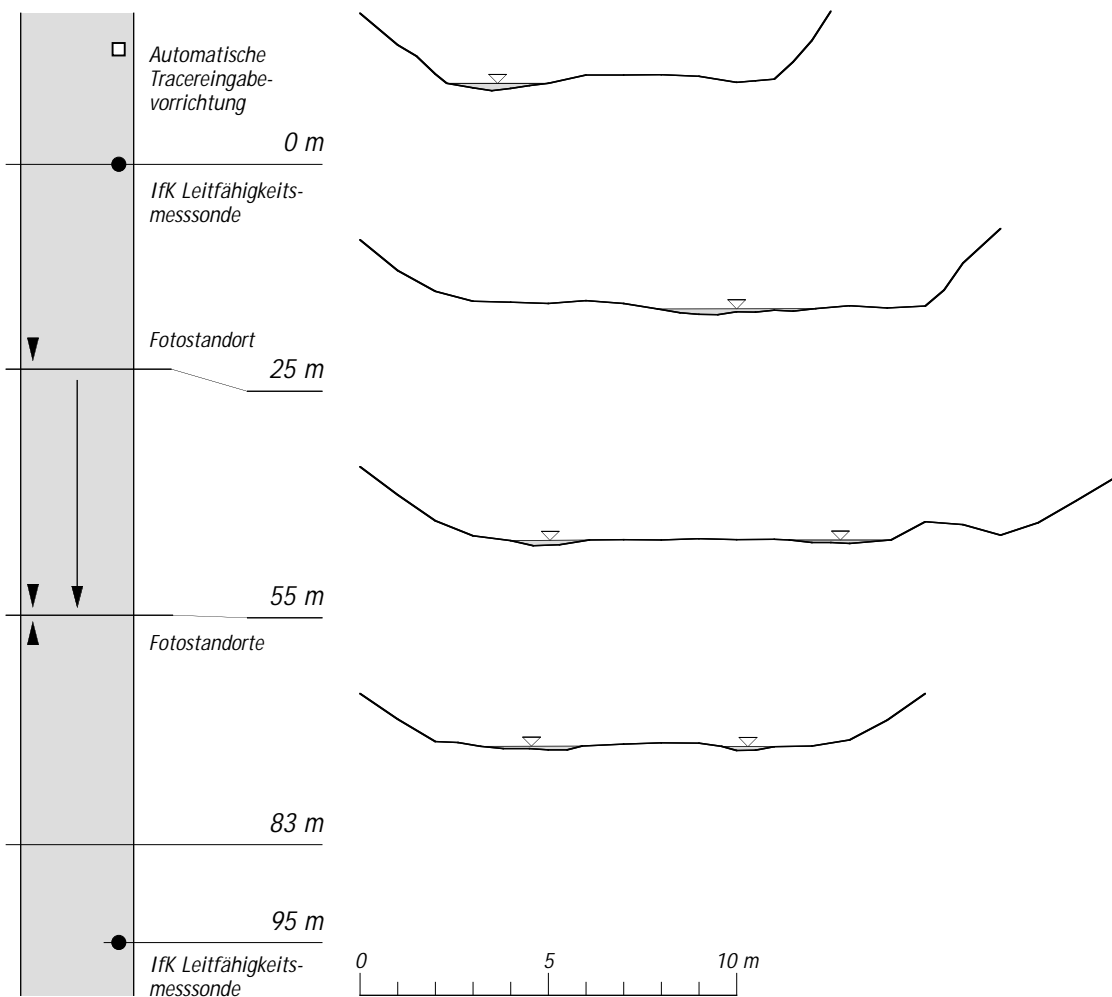 Automatische
Tracereingabe-
vorrichtung
0 m
IfK Leitfähigkeits-
messsonde
Fotostandort
25 m
55 m
Fotostandorte
83 m
95 m
IfK Leitfähigkeits-
messsonde
0 5 10 m